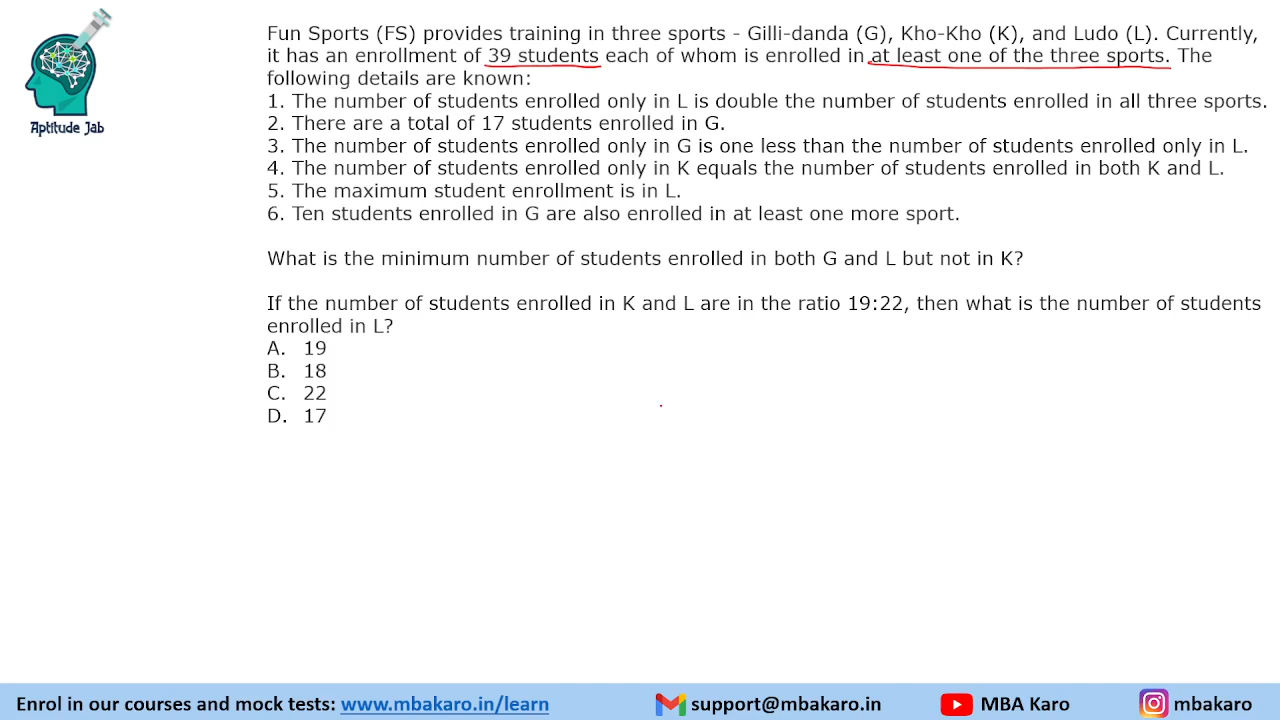 Aptitude Jab
Fun Sports (FS) provides training in three sports - Gilli-danda (G), Kho-Kho (K), and Ludo (L). Currently,
it has an enrollment of 39 students each of whom is enrolled in at least one of the three sports. The
following details are known:
1. The number of students enrolled only in L is double the number of students enrolled in all three sports.
2. There are a total of 17 students enrolled in G.
3. The number of students enrolled only in G is one less than the number of students enrolled only in L.
4. The number of students enrolled only in K equals the number of students enrolled in both K and L.
5. The maximum student enrollment is in L.
6. Ten students enrolled in G are also enrolled in at least one more sport.
What is the minimum number of students enrolled in both G and L but not in K?
If the number of students enrolled in K and L are in the ratio 19:22, then what is the number of students
enrolled in L?
A. 19
B. 18
C. 22
D. 17
Enrol in our courses and mock tests: www.mbakaro.in/learn support@mbakaro.in MBA Karo mbakaro